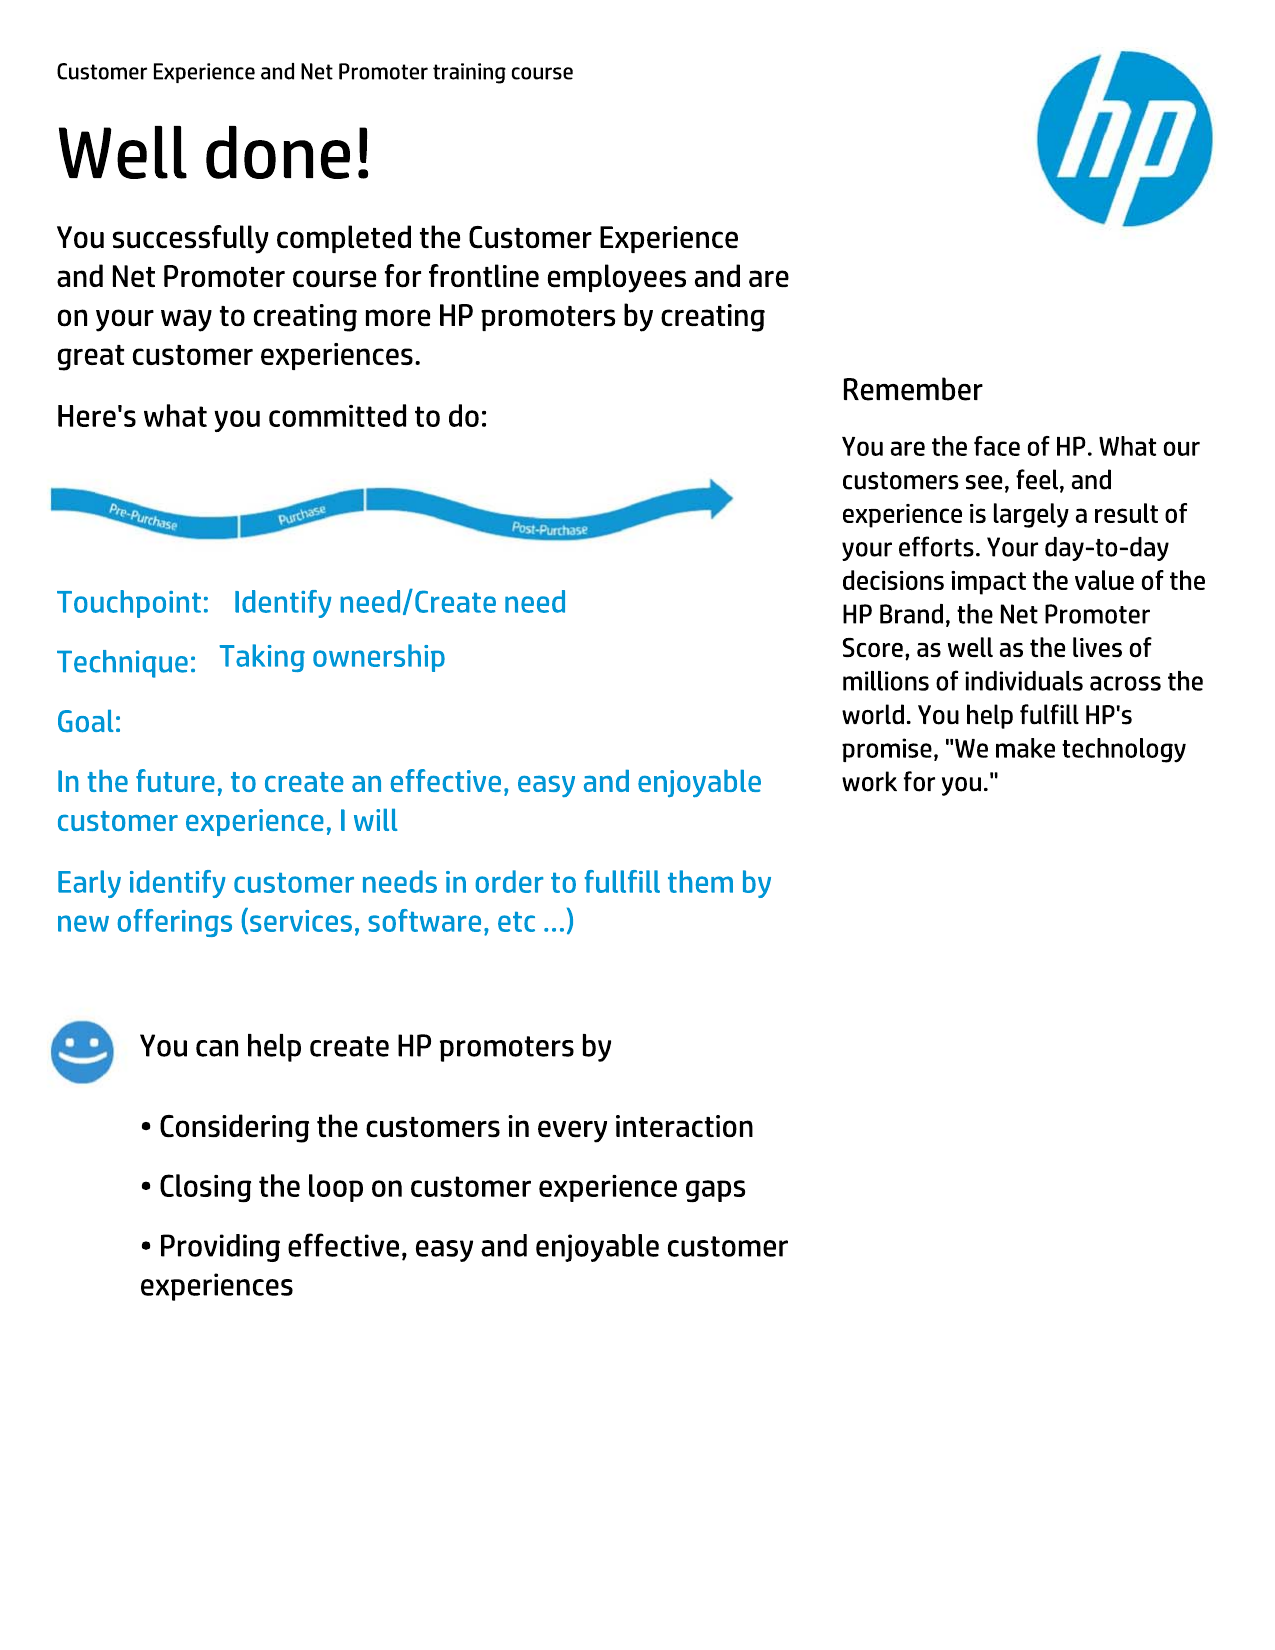 Customer Experience and Net Promoter training course
hp
Well done!
You successfully completed the Customer Experience
and Net Promoter course for frontline employees and are
on your way to creating more HP promoters by creating
great customer experiences.
Here's what you committed to do:
Pre-Purchase
Purchase
Post-Purchase
Touchpoint: Identify need/Create need
Technique: Taking ownership
Goal:
In the future, to create an effective, easy and enjoyable
customer experience, I will
Early identify customer needs in order to fullfill them by
new offerings (services, software, etc ...)
You can help create HP promoters by
• Considering the customers in every interaction
• Closing the loop on customer experience gaps
• Providing effective, easy and enjoyable customer
experiences
Remember
You are the face of HP. What our
customers see, feel, and
experience is largely a result of
your efforts. Your day-to-day
decisions impact the value of the
HP Brand, the Net Promoter
Score, as well as the lives of
millions of individuals across the
world. You help fulfill HP's
promise, "We make technology
work for you."